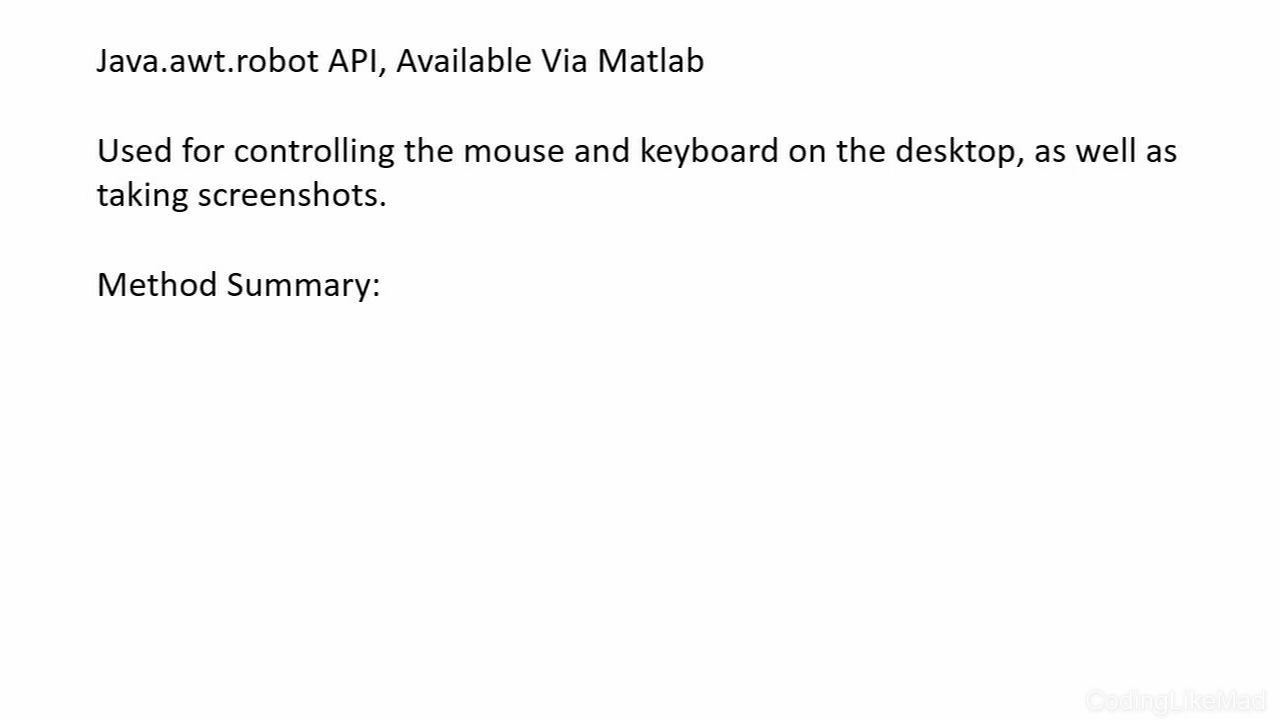 Java.awt.robot API, Available Via Matlab
Used for controlling the mouse and keyboard on the desktop, as well as
taking screenshots.
Method Summary:
CodingLikeMad